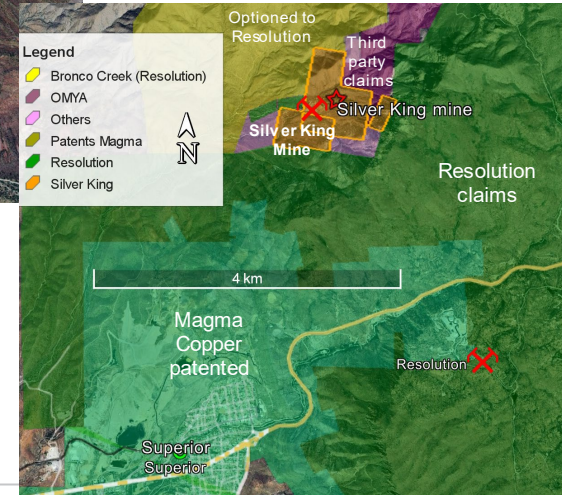 Optioned to
Resolution
Legend
Bronco Creek (Resolution)
OMYA
Others
Patents Magma
Resolution
Silver King
N
Third
party
claims
Silver King mine
Silver King
Mine
Resolution
claims
4 km
Magma
Copper
patented
Resolution
Superior
Superior